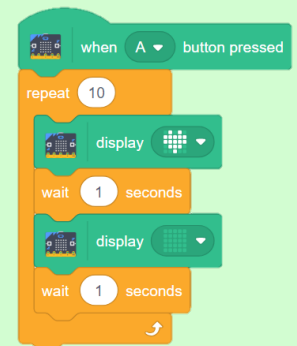 when A button pressed
repeat 10
display
wait 1 seconds
display
wait 1 seconds